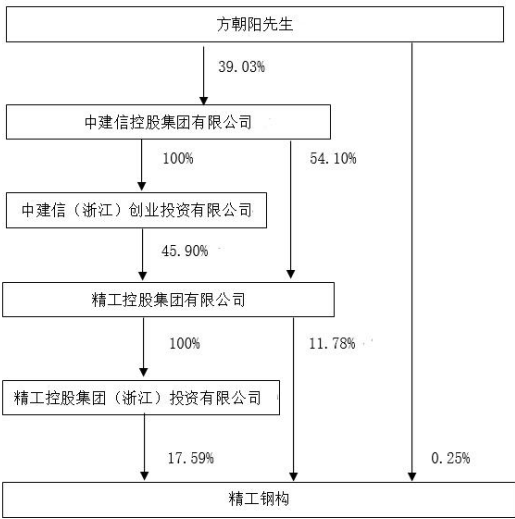 方朝阳先生
39.03%
中建信控股集团有限公司
100%
54.10%
中建信（浙江）创业投资有限公司
45.90%
精工控股集团有限公司
100%
11.78%
精工控股集团（浙江）投资有限公司
17.59%
0.25%
精工钢构